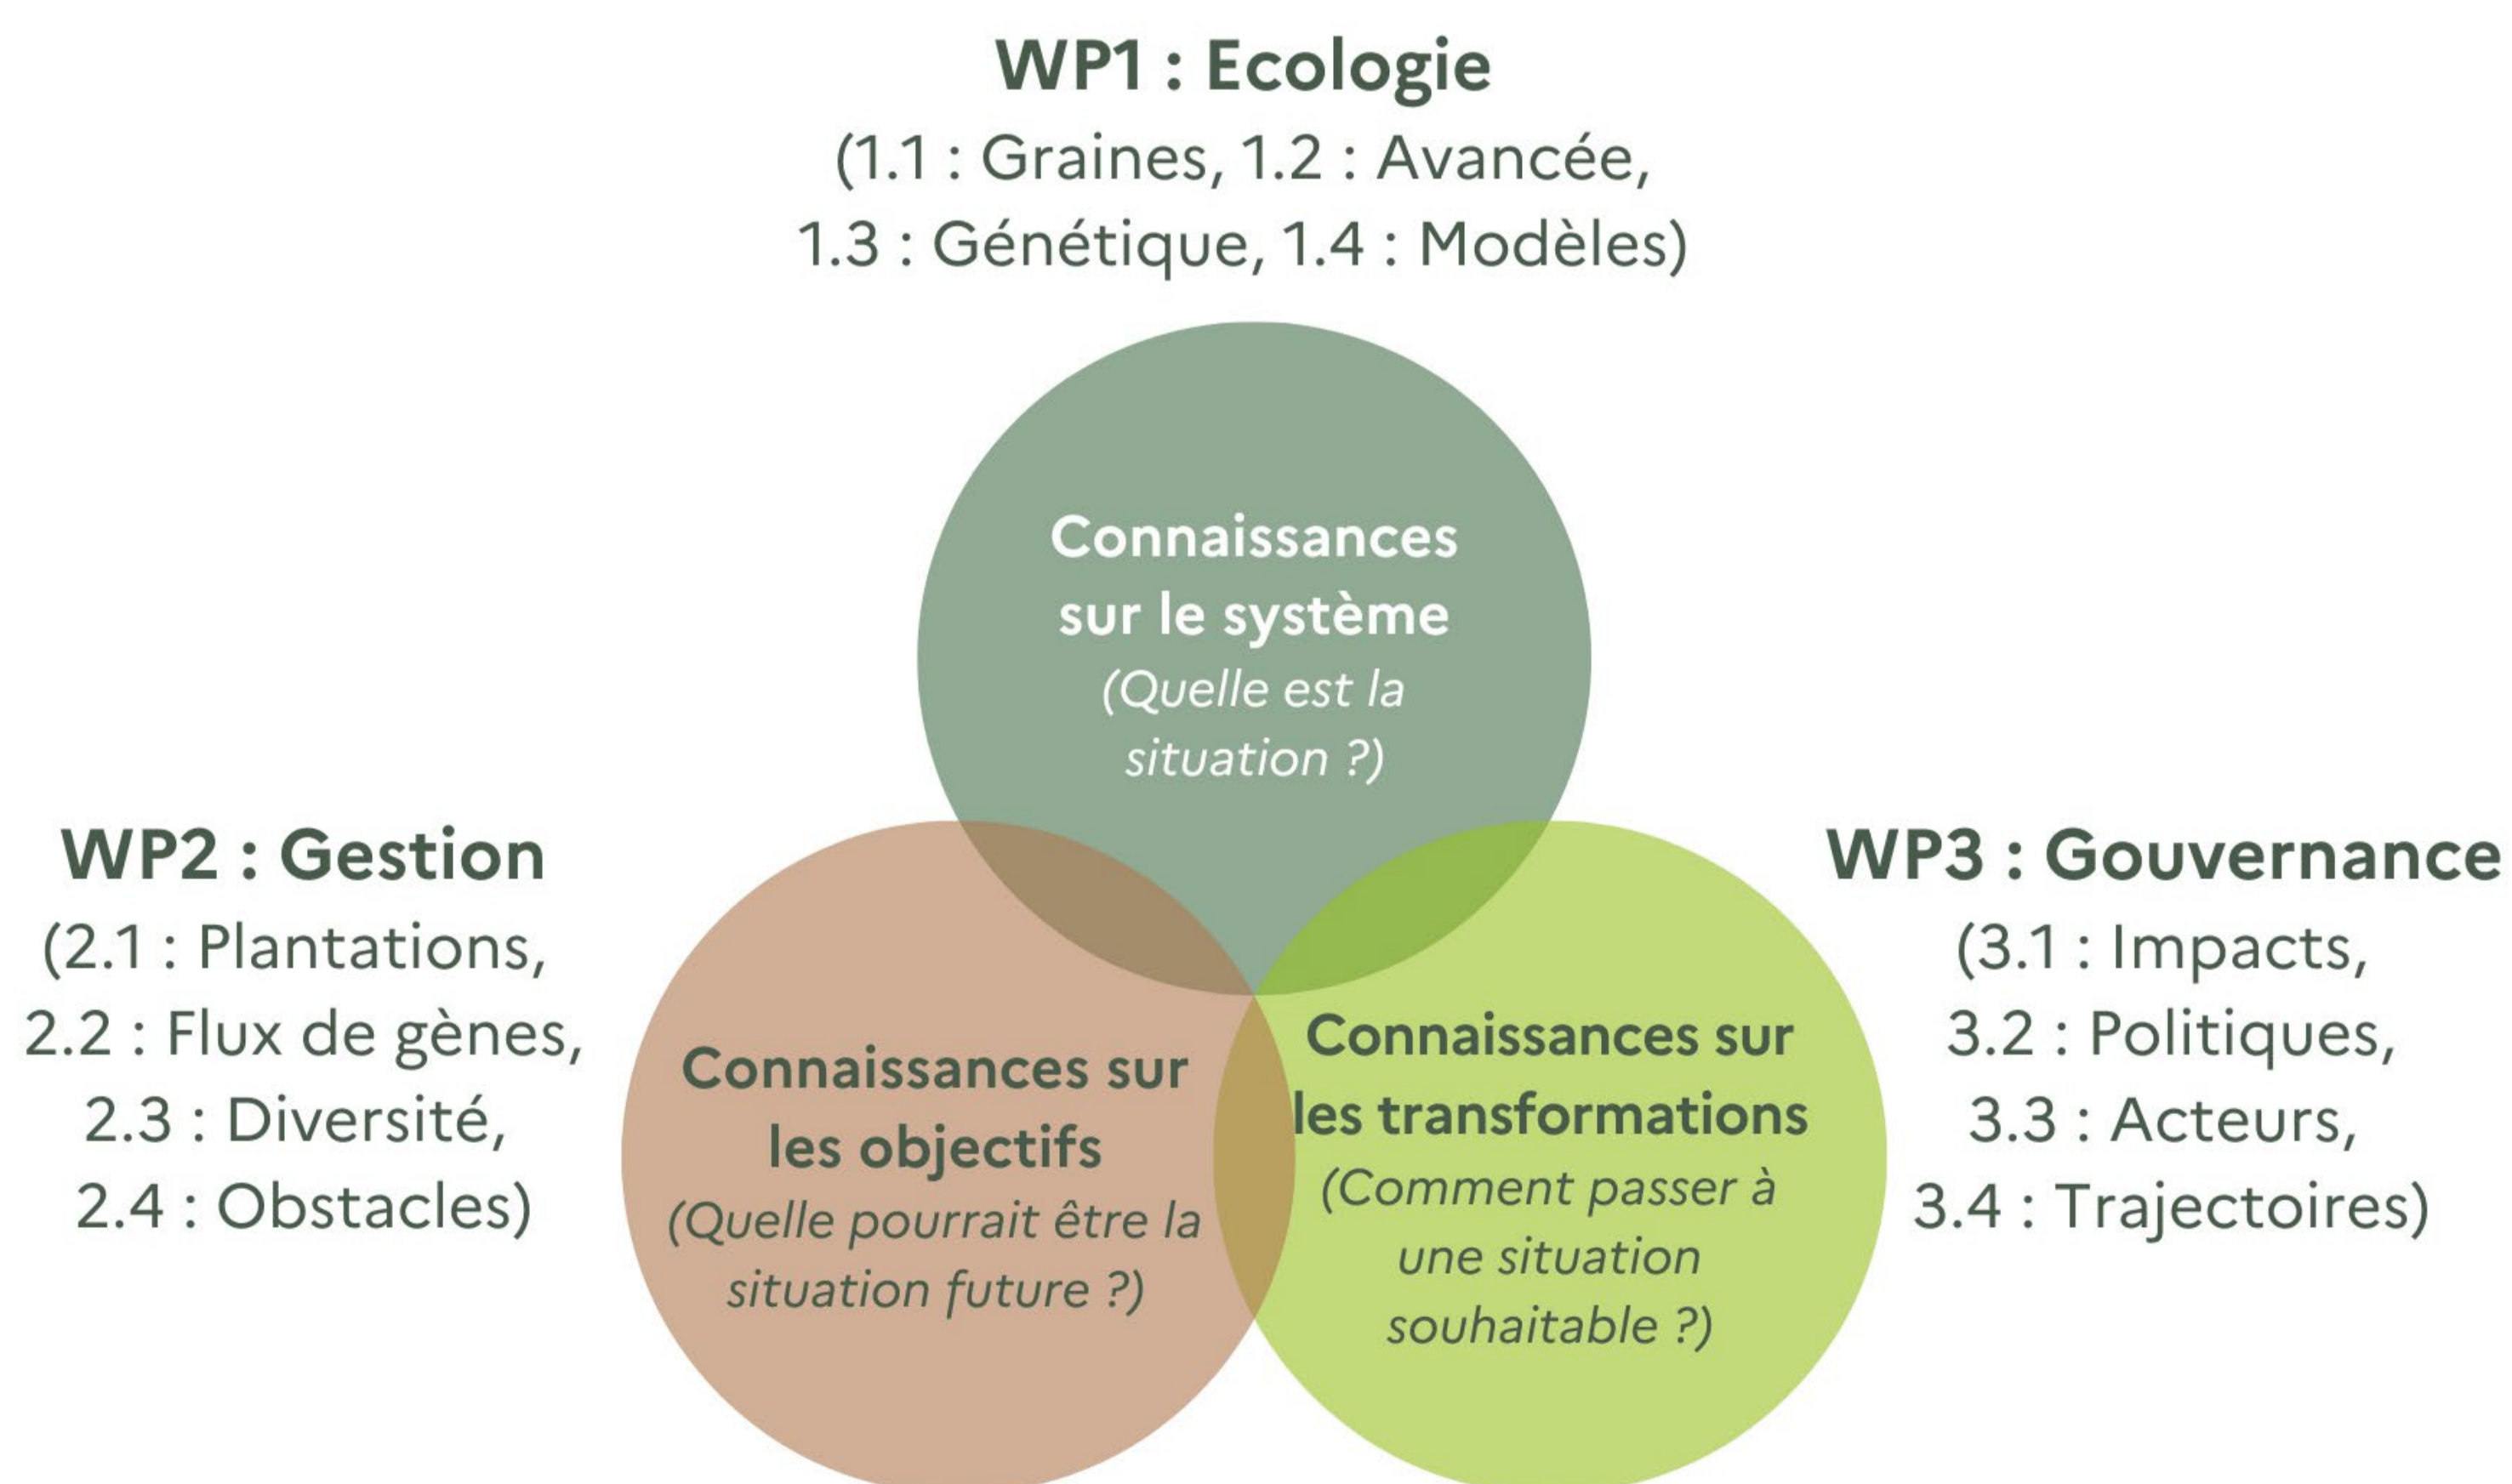 WP1 : Ecologie
(1.1 : Graines, 1.2 : Avancée,
1.3 : Génétique, 1.4 : Modèles)
Connaissances
sur le système
(Quelle est la
situation ?)
WP2 : Gestion
(2.1 : Plantations,
2.2 : Flux de gènes,
2.3 : Diversité,
2.4 : Obstacles)
Connaissances sur
les objectifs
(Quelle pourrait être la
situation future ?)
Connaissances sur
les transformations
(Comment passer à
une situation
souhaitable ?)
WP3 : Gouvernance
(3.1 : Impacts,
3.2 : Politiques,
3.3 : Acteurs,
3.4 : Trajectoires)